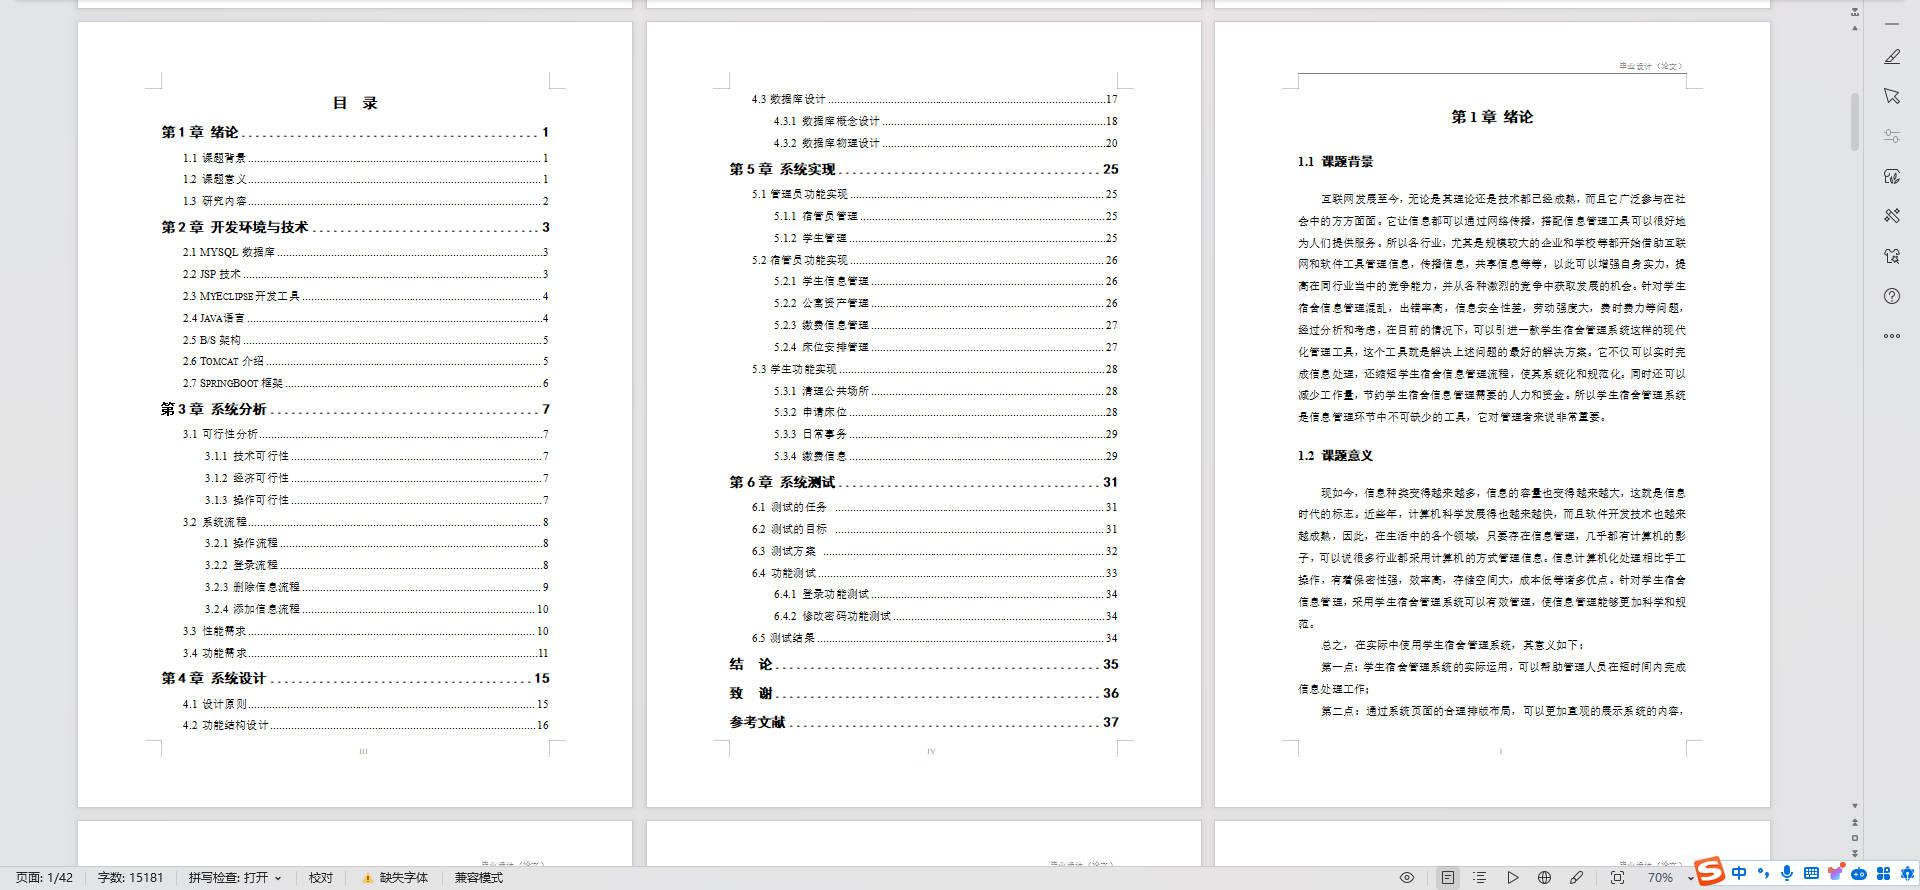 目 录
第 1 章 绪论 1
1.1 课题背景 1
1.2 课题意义 1
1.3 研究内容 2
第 2 章 开发环境与技术 3
2.1 MYSQL 数据库 3
2.2 JSP 技术 3
2.3 MYECLIPSE开发工具 4
2.4 JAVA语言 4
2.5 B/S 架构 5
2.6 TOMCAT 介绍 5
2.7 SPRINGBOOT 框架 6
第 3 章 系统分析 7
3.1 可行性分析 7
3.1.1 技术可行性 7
3.1.2 经济可行性 7
3.1.3 操作可行性 7
3.2 系统流程 8
3.2.1 操作流程 8
3.2.2 登录流程 8
3.2.3 删除信息流程 9
3.2.4 添加信息流程 10
3.3 性能需求 10
3.4 功能需求 11
第 4 章 系统设计 15
4.1 设计原则 15
4.2 功能结构设计 16
III
4.3 数据库设计 17
4.3.1 数据库概念设计 18
4.3.2 数据库物理设计 20
第 5 章 系统实现 25
5.1 管理员功能实现 25
5.1.1 宿管员管理 25
5.1.2 学生管理 25
5.2 宿管员功能实现 26
5.2.1 学生信息管理 26
5.2.2 公寓资产管理 26
5.2.3 缴费信息管理 27
5.2.4 床位安排管理 27
5.3 学生功能实现 28
5.3.1 清理公共场所 28
5.3.2 申请床位 28
5.3.3 日常事务 29
5.3.4 缴费信息 29
第 6 章 系统测试 31
6.1 测试的任务 31
6.2 测试的目标 31
6.3 测试方案 32
6.4 功能测试 33
6.4.1 登录功能测试 34
6.4.2 修改密码功能测试 34
6.5 测试结果 34
结 论 35
致 谢 36
参考文献 37
IV
毕业设计（论文）
第 1 章 绪论
1.1 课题背景
互联网发展至今，无论是其理论还是技术都已经成熟，而且它广泛参与在社
会中的方方面面。它让信息都可以通过网络传播，搭配信息管理工具可以很好地
为人们提供服务。所以各行业，尤其是规模较大的企业和学校等都开始借助互联
网和软件工具管理信息，传播信息，共享信息等等，以此可以增强自身实力，提
高在同行业当中的竞争能力，并从各种激烈的竞争中获取发展的机会。针对学生
宿舍信息管理混乱，出错率高，信息安全性差，劳动强度大，费时费力等问题，
经过分析和考虑，在目前的情况下，可以引进一款学生宿舍管理系统这样的现代
化管理工具，这个工具就是解决上述问题的最好的解决方案。它不仅可以实时完
成信息处理，还缩短学生宿舍信息管理流程，使其系统化和规范化。同时还可以
减少工作量，节约学生宿舍信息管理需要的人力和资金。所以学生宿舍管理系统
是信息管理环节中不可缺少的工具，它对管理者来说非常重要。
1.2 课题意义
现如今，信息种类变得越来越多，信息的容量也变得越来越大，这就是信息
时代的标志。近些年，计算机科学发展得也越来越快，而且软件开发技术也越来
越成熟，因此，在生活中的各个领域，只要存在信息管理，几乎都有计算机的影
子，可以说很多行业都采用计算机的方式管理信息。信息计算机化处理相比手工
操作，有着保密性强，效率高，存储空间大，成本低等诸多优点。针对学生宿舍
信息管理，采用学生宿舍管理系统可以有效管理，使信息管理能够更加科学和规
范。
总之，在实际中使用学生宿舍管理系统，其意义如下：
第一点：学生宿舍管理系统的实际运用，可以帮助管理人员在短时间内完成
信息处理工作；
第二点：通过系统页面的合理排版布局，可以更加直观的展示系统的内容，
页面: 1/42 字数: 15181 拼写检查: 打开 校对 缺失字体 兼容模式
70%
中